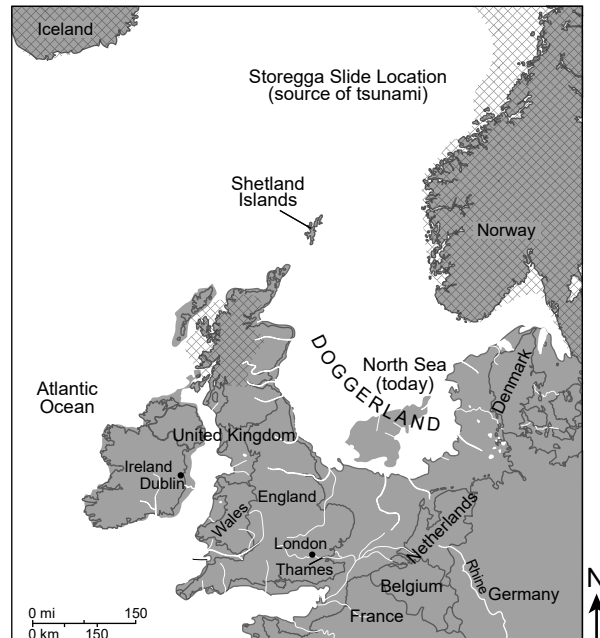 Iceland
Storegga Slide Location
(source of tsunami)
Shetland
Islands
Norway
DOGGERLAND
North Sea
(today)
Denmark
Atlantic
Ocean
United Kingdom
Ireland
Dublin
England
Wales
Netherlands
London
Thames
Belgium
Rhine
Germany
France
N
0 mi 150
0 km 150